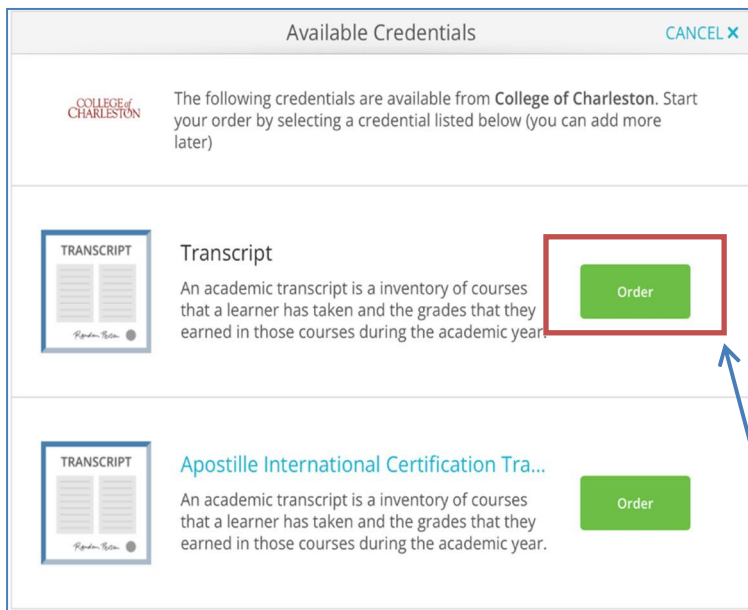 Available Credentials
CANCEL ×
COLLEGE of
CHARLESTON
The following credentials are available from College of Charleston. Start
your order by selecting a credential listed below (you can add more
later)
TRANSCRIPT
Transcript
An academic transcript is a inventory of courses
that a learner has taken and the grades that they
earned in those courses during the academic year.
Order
TRANSCRIPT
Apostille International Certification Tra...
An academic transcript is a inventory of courses
that a learner has taken and the grades that they
earned in those courses during the academic year.
Order